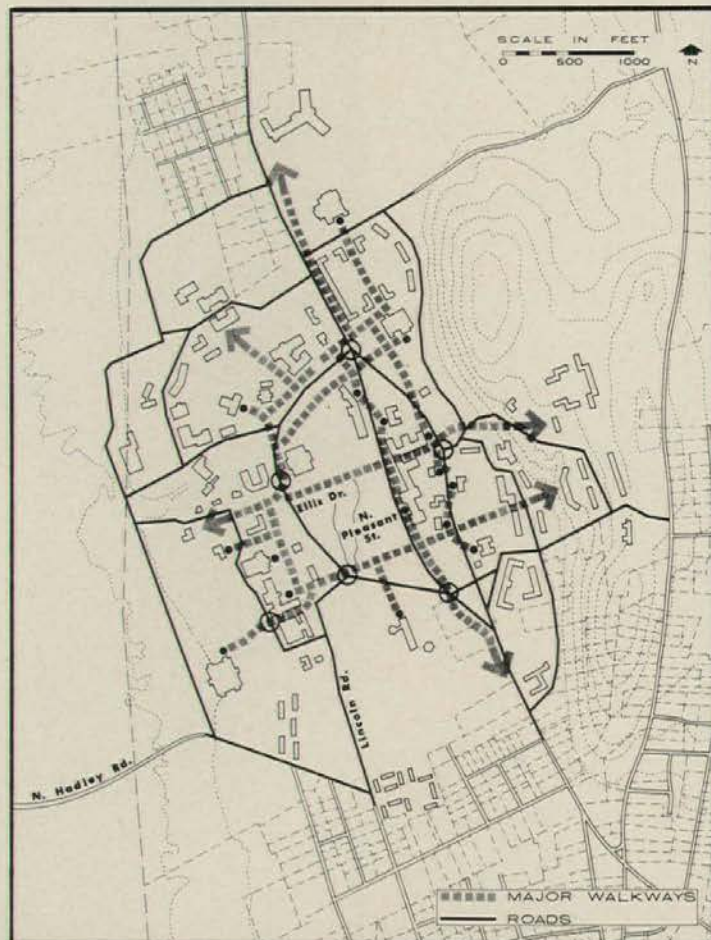 SCALE IN FEET
0 500 1000 N
Ellis Dr.
N.
Pleasant
St.
Lincoln Rd.
N. Hadley Rd.
MAJOR WALKWAYS
ROADS